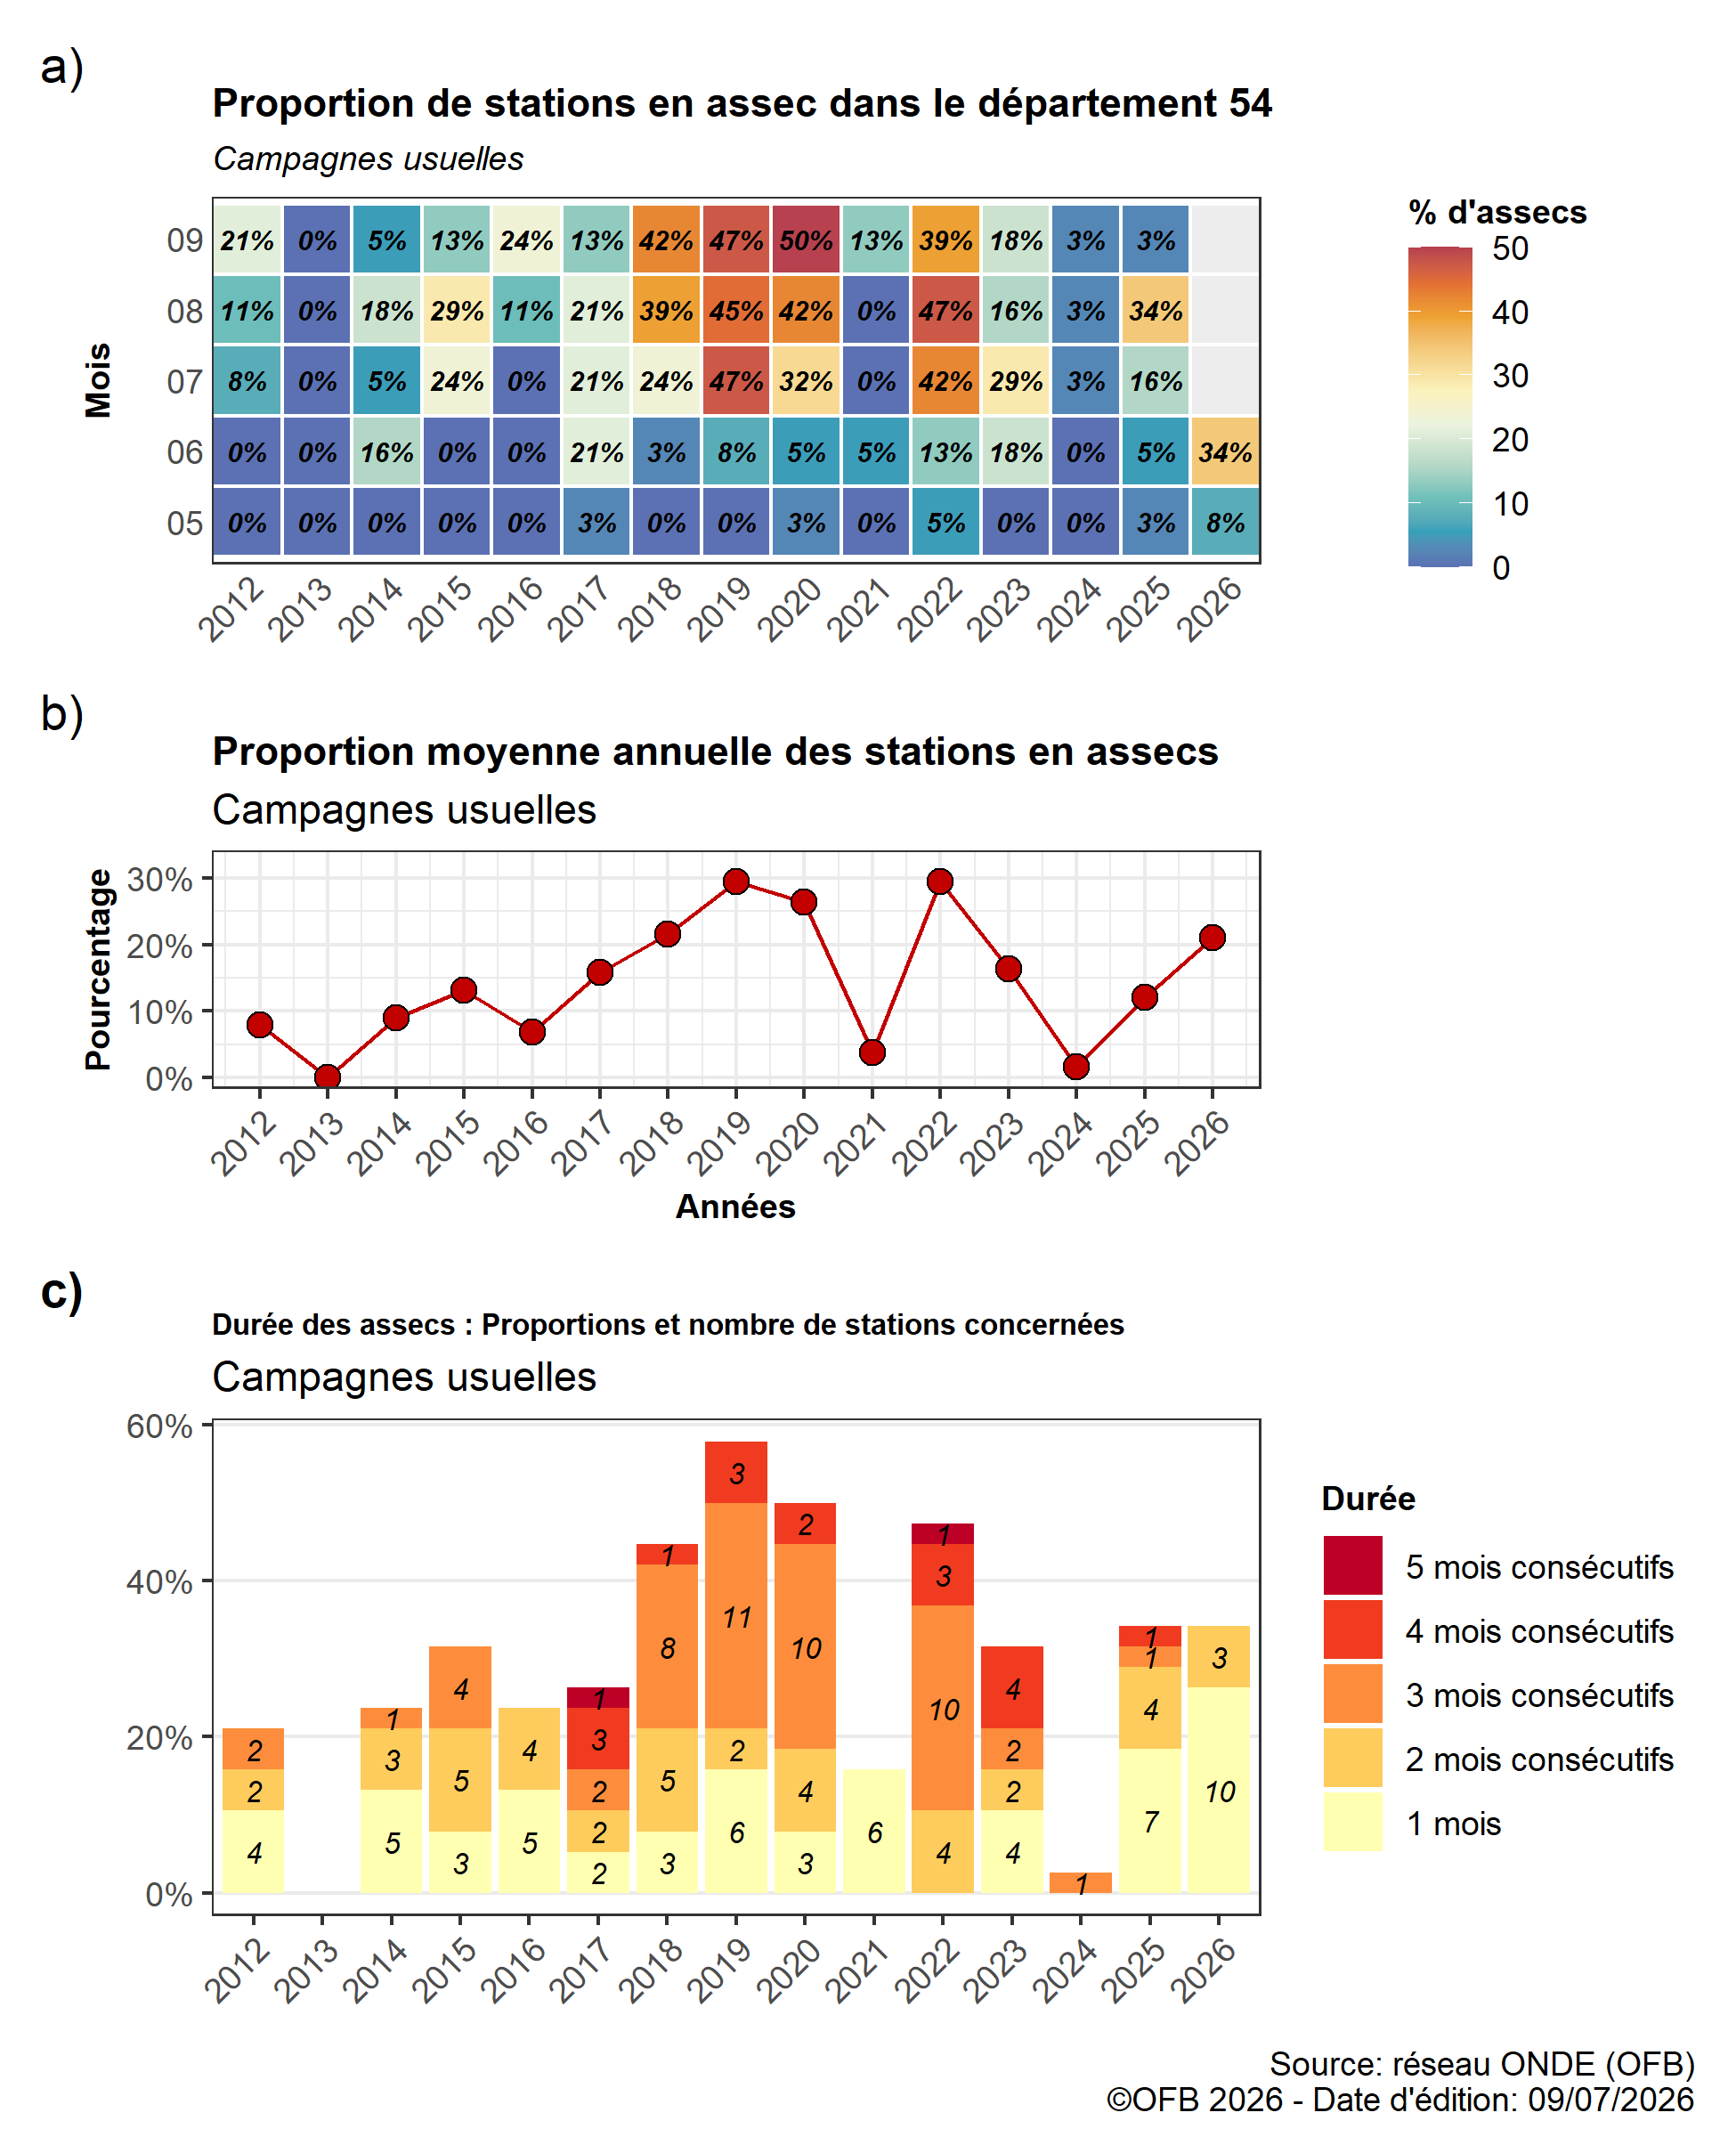 a)
Proportion de stations en assec dans le département 54
Campagnes usuelles
% d'assecs
50
40
30
20
10
0
Mois
09 21% 0% 5% 13% 24% 13% 42% 47% 50% 13% 39% 18% 3% 3%
08 11% 0% 18% 29% 11% 21% 39% 45% 42% 0% 47% 16% 3% 34%
07 8% 0% 5% 24% 0% 21% 24% 47% 32% 0% 42% 29% 3% 16%
06 0% 0% 16% 0% 0% 21% 3% 8% 5% 5% 13% 18% 0% 5% 34%
05 0% 0% 0% 0% 0% 3% 0% 0% 3% 0% 5% 0% 0% 3% 8%
2012 2013 2014 2015 2016 2017 2018 2019 2020 2021 2022 2023 2024 2025 2026
b)
Proportion moyenne annuelle des stations en assecs
Campagnes usuelles
Pourcentage
30%
20%
10%
0%
2012 2013 2014 2015 2016 2017 2018 2019 2020 2021 2022 2023 2024 2025 2026
Années
c)
Durée des assecs : Proportions et nombre de stations concernées
Campagnes usuelles
60%
40%
20%
0%
2 2 4
1 3 5
4 5 3
4 5
1 3 2 2 2
1 8 5 3
3 11 2 6
2 10 4 3
6
1 3 10 4
4 2 2 4
1
1 1 4 7
3 10
2012 2013 2014 2015 2016 2017 2018 2019 2020 2021 2022 2023 2024 2025 2026
Durée
5 mois consécutifs
4 mois consécutifs
3 mois consécutifs
2 mois consécutifs
1 mois
Source: réseau ONDE (OFB)
©OFB 2026 - Date d'édition: 09/07/2026